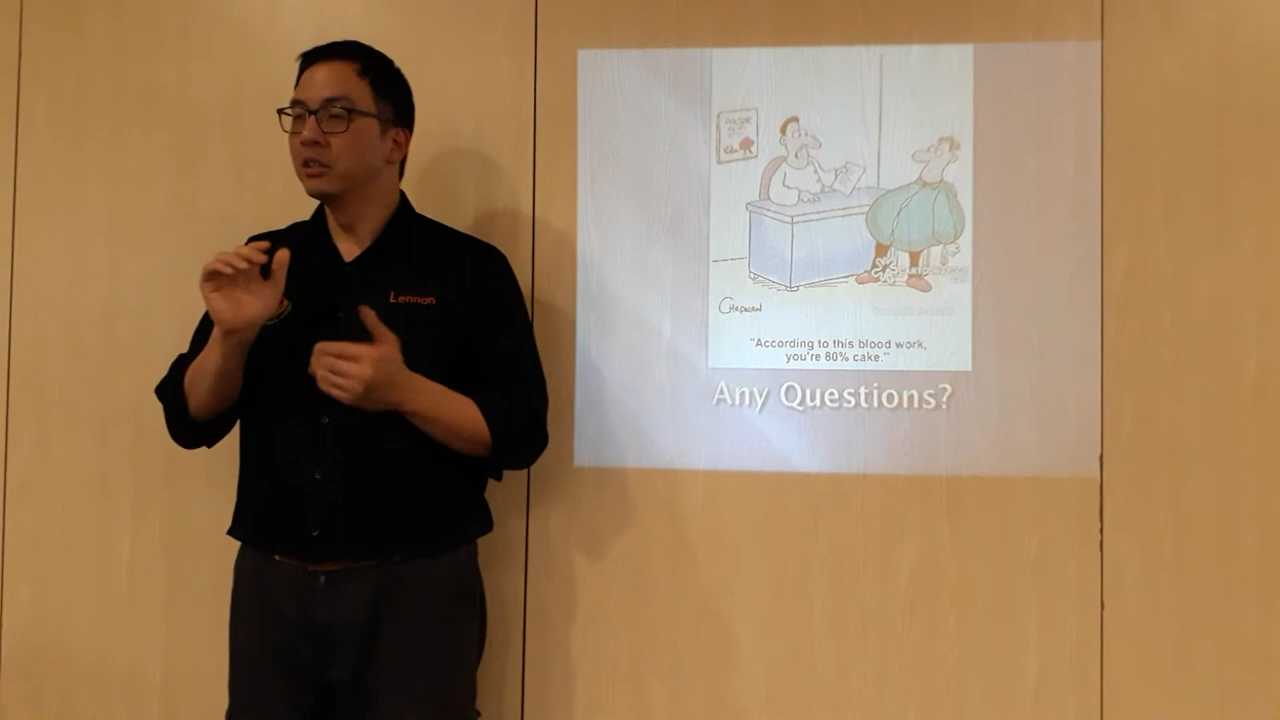 Lennon
CHAPMAN
"According to this blood work,
you're 80% cake."
Any Questions?